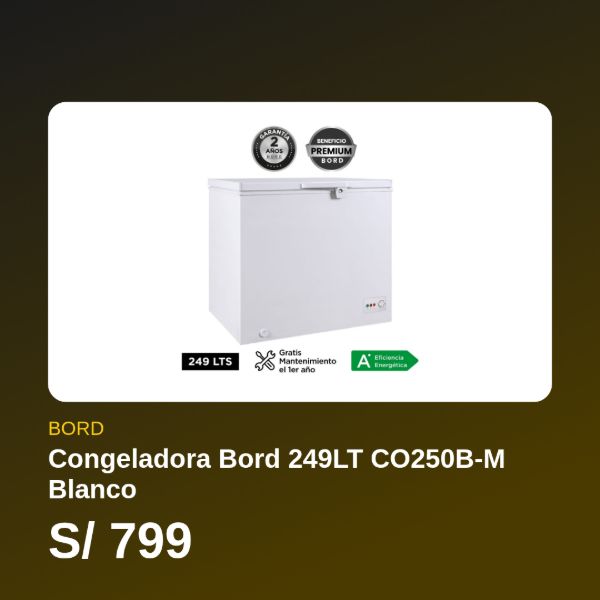 GARANTÍA
2
AÑOS
BENEFICIO
PREMIUM
BORD
249 LTS
Gratis
Mantenimiento
el 1er año
A+
Eficiencia
Energética
BORD
Congeladora Bord 249LT CO250B-M
Blanco
S/ 799